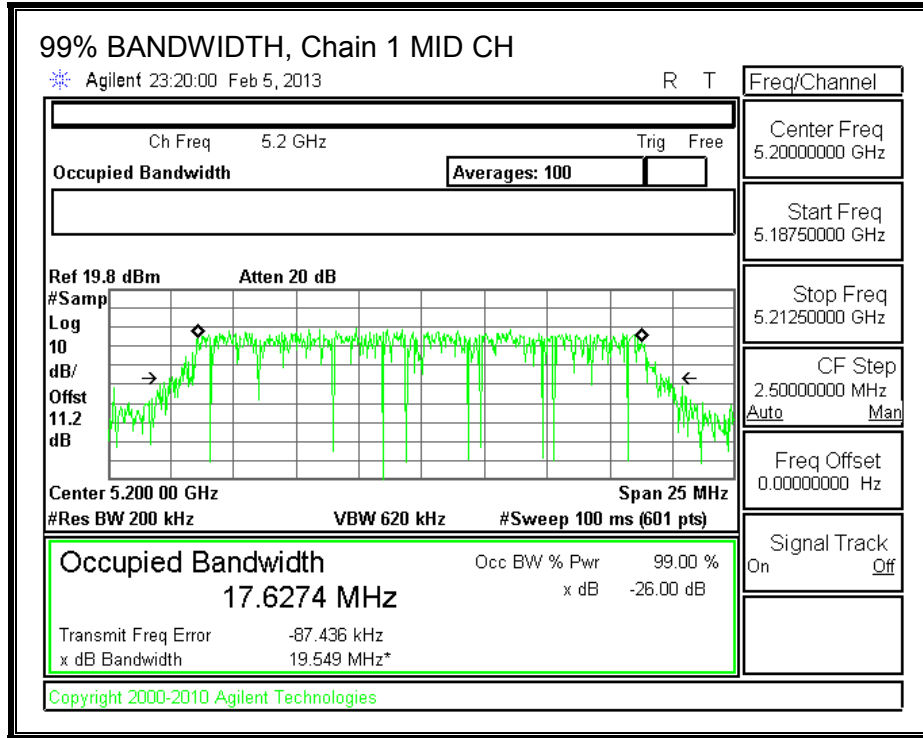 99% BANDWIDTH, Chain 1 MID CH
Agilent 23:20:00 Feb 5, 2013 R T
Freq/Channel
Ch Freq 5.2 GHz Trig Free
Occupied Bandwidth Averages: 100
Ref 19.8 dBm Atten 20 dB
#Samp
Log
10
dB/
Offst
11.2
dB
Center 5.200 00 GHz Span 25 MHz
#Res BW 200 kHz VBW 620 kHz #Sweep 100 ms (601 pts)
Occupied Bandwidth
17.6274 MHz
Occ BW % Pwr 99.00 %
x dB -26.00 dB
Transmit Freq Error -87.436 kHz
x dB Bandwidth 19.549 MHz*
Copyright 2000-2010 Agilent Technologies
Center Freq
5.20000000 GHz
Start Freq
5.18750000 GHz
Stop Freq
5.21250000 GHz
CF Step
2.50000000 MHz
Auto Man
Freq Offset
0.00000000 Hz
Signal Track
On Off